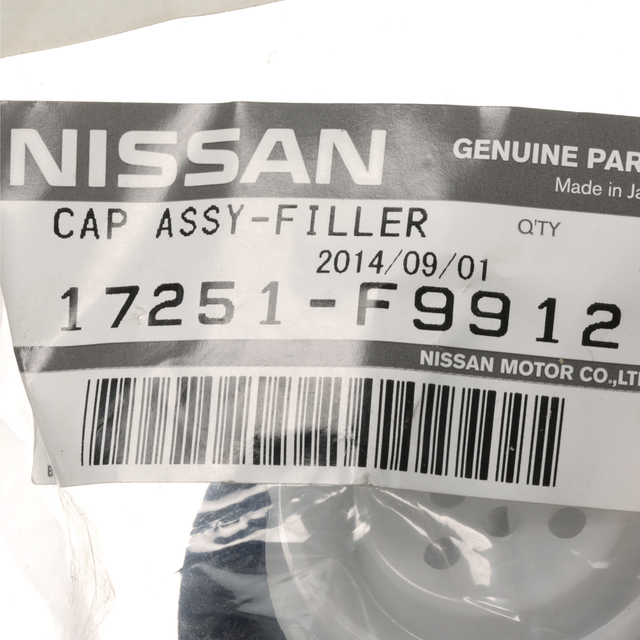 NISSAN
GENUINE PAR
Made in Ja
CAP ASSY-FILLER Q'TY
2014/09/01
17251-F9912
NISSAN MOTOR CO.,LT
B